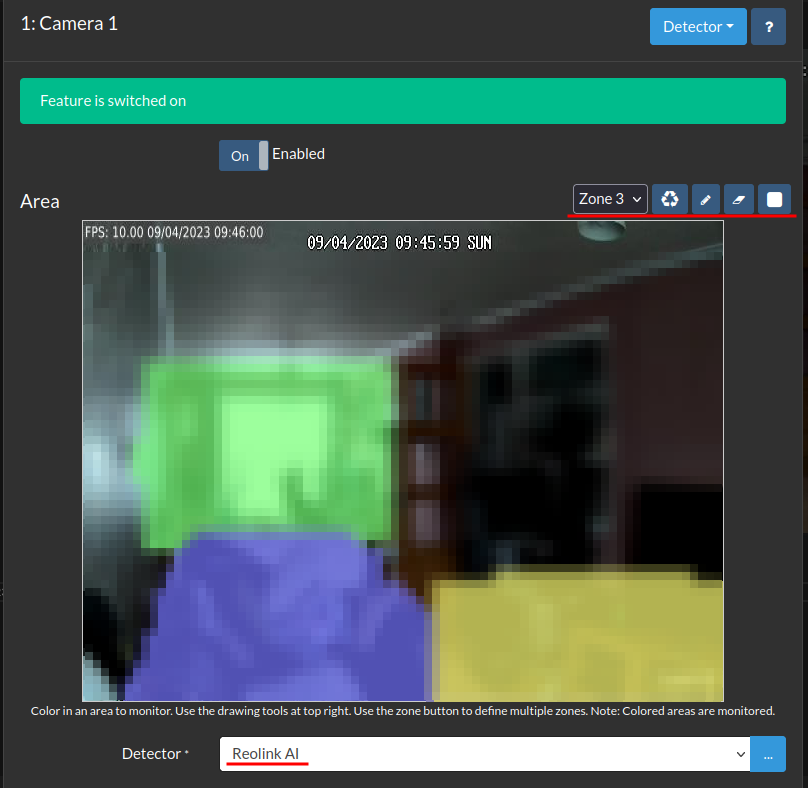 1: Camera 1
Detector
?
Feature is switched on
On Enabled
Area
Zone 3
FPS: 10.00 09/04/2023 09:46:00
09/04/2023 09:45:59 SUN
Color in an area to monitor. Use the drawing tools at top right. Use the zone button to define multiple zones. Note: Colored areas are monitored.
Detector *
Reolink AI
...